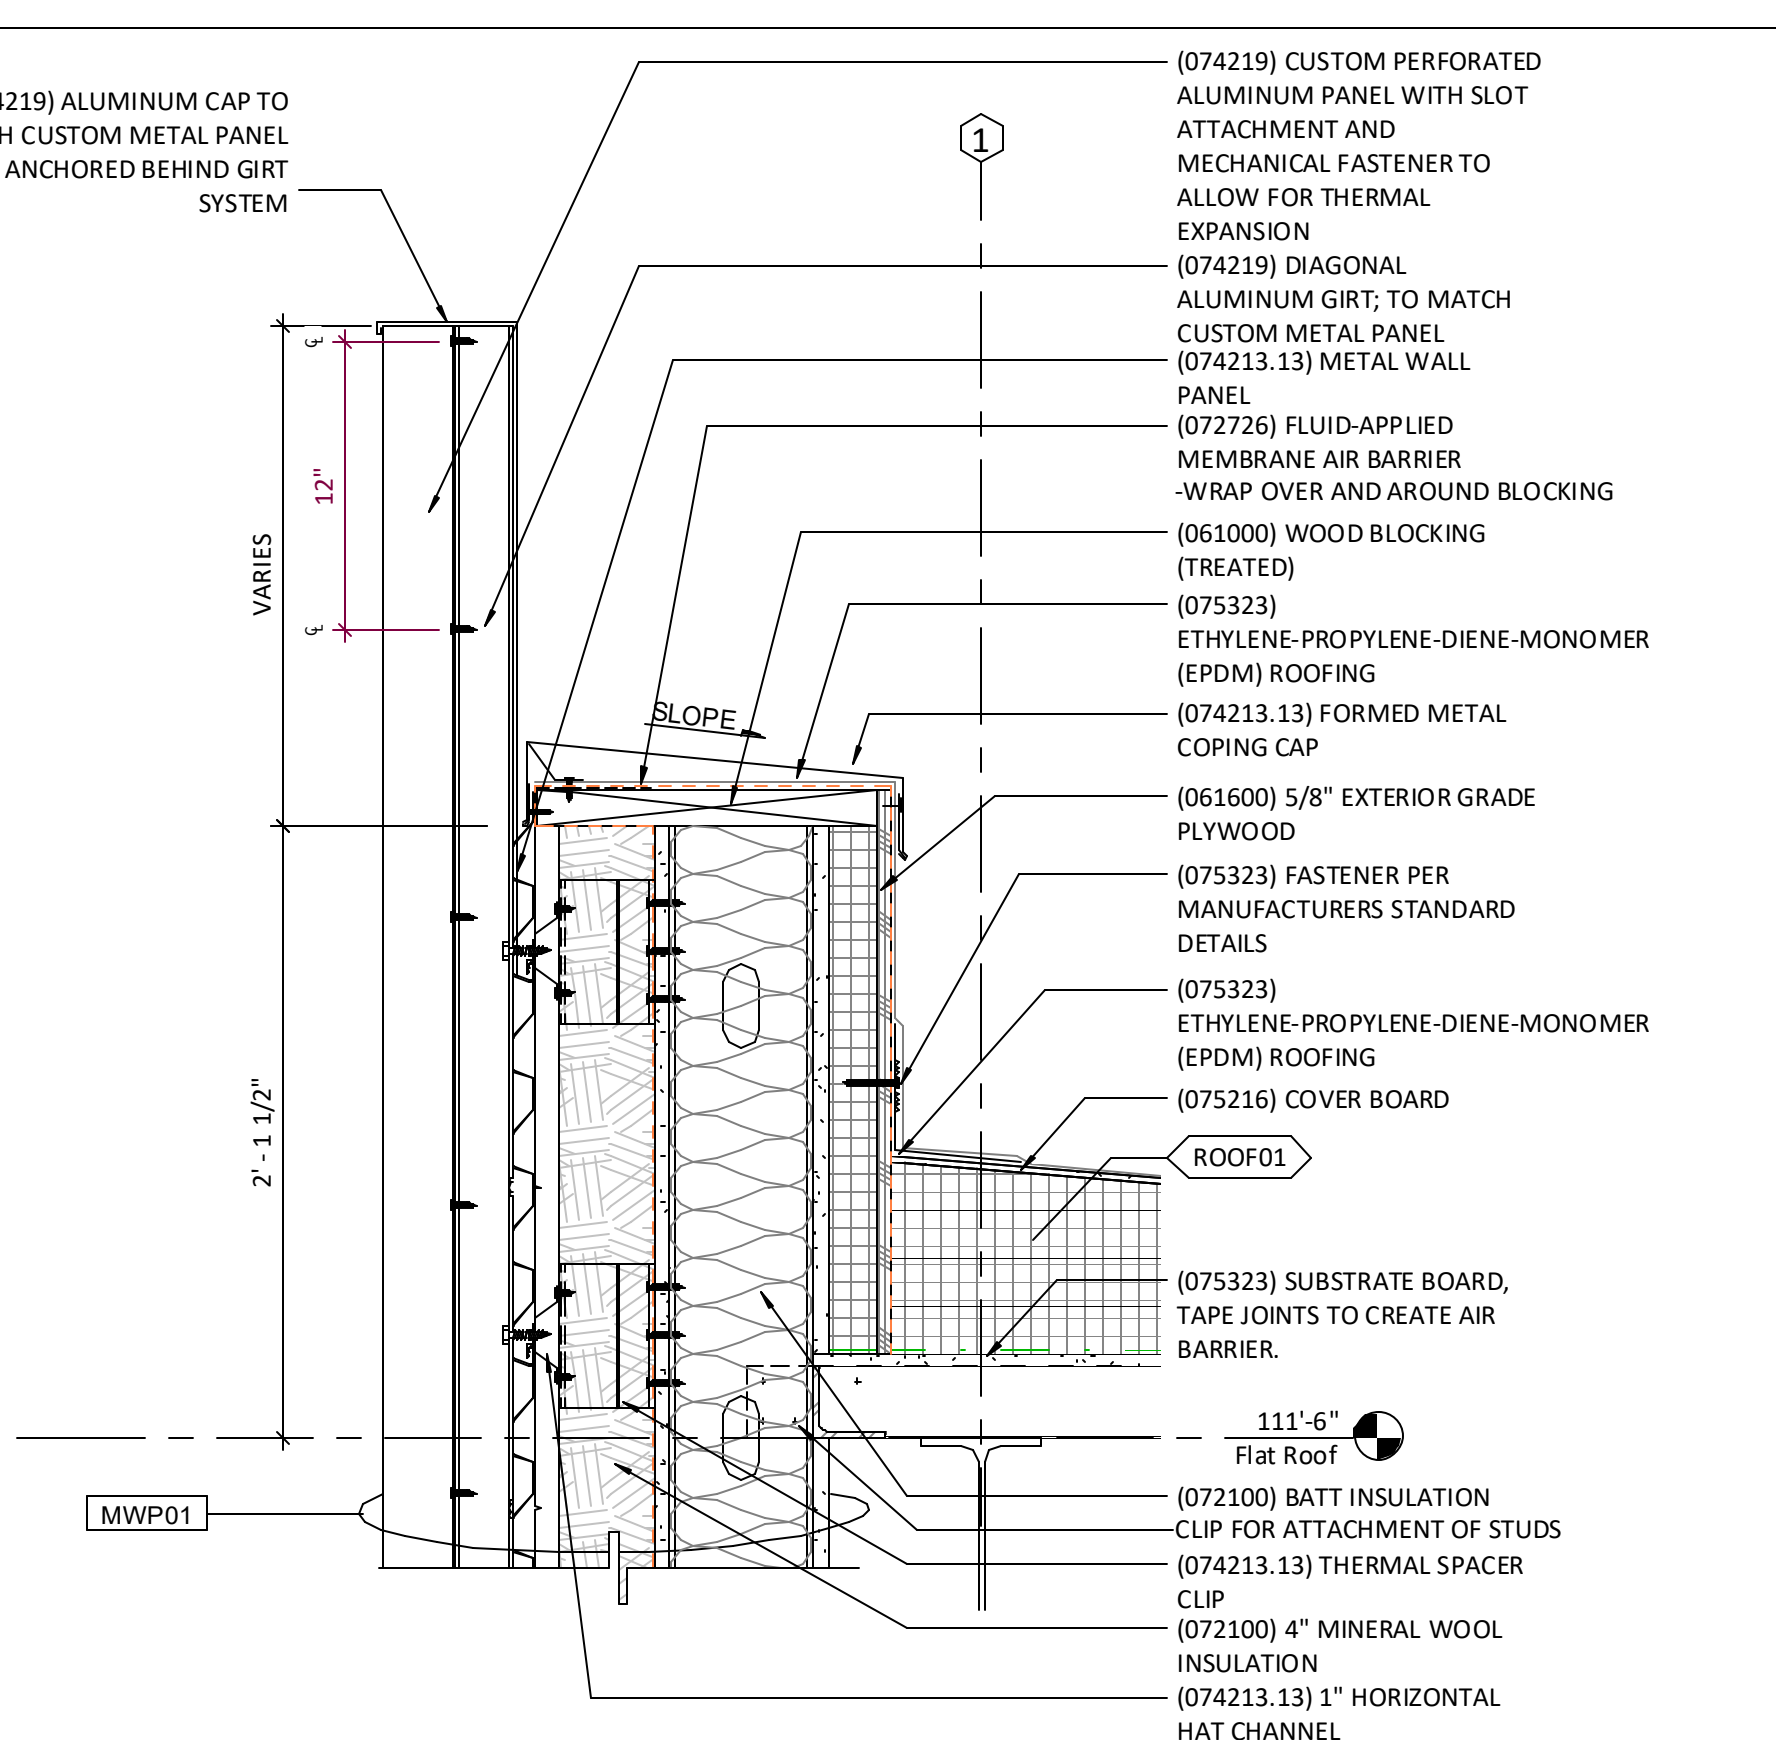 4219) ALUMINUM CAP TO
H CUSTOM METAL PANEL
ANCHORED BEHIND GIRT
SYSTEM
(074219) CUSTOM PERFORATED
ALUMINUM PANEL WITH SLOT
ATTACHMENT AND
MECHANICAL FASTENER TO
ALLOW FOR THERMAL
EXPANSION
(074219) DIAGONAL
ALUMINUM GIRT; TO MATCH
CUSTOM METAL PANEL
(074213.13) METAL WALL
PANEL
(072726) FLUID-APPLIED
MEMBRANE AIR BARRIER
-WRAP OVER AND AROUND BLOCKING
(061000) WOOD BLOCKING
(TREATED)
(075323)
ETHYLENE-PROPYLENE-DIENE-MONOMER
(EPDM) ROOFING
(074213.13) FORMED METAL
COPING CAP
(061600) 5/8" EXTERIOR GRADE
PLYWOOD
(075323) FASTENER PER
MANUFACTURERS STANDARD
DETAILS
(075323)
ETHYLENE-PROPYLENE-DIENE-MONOMER
(EPDM) ROOFING
(075216) COVER BOARD
ROOF01
(075323) SUBSTRATE BOARD,
TAPE JOINTS TO CREATE AIR
BARRIER.
111'-6"
Flat Roof
(072100) BATT INSULATION
CLIP FOR ATTACHMENT OF STUDS
(074213.13) THERMAL SPACER
CLIP
(072100) 4" MINERAL WOOL
INSULATION
(074213.13) 1" HORIZONTAL
HAT CHANNEL
1
℄
12"
℄
VARIES
SLOPE
2' - 1 1/2"
MWP01